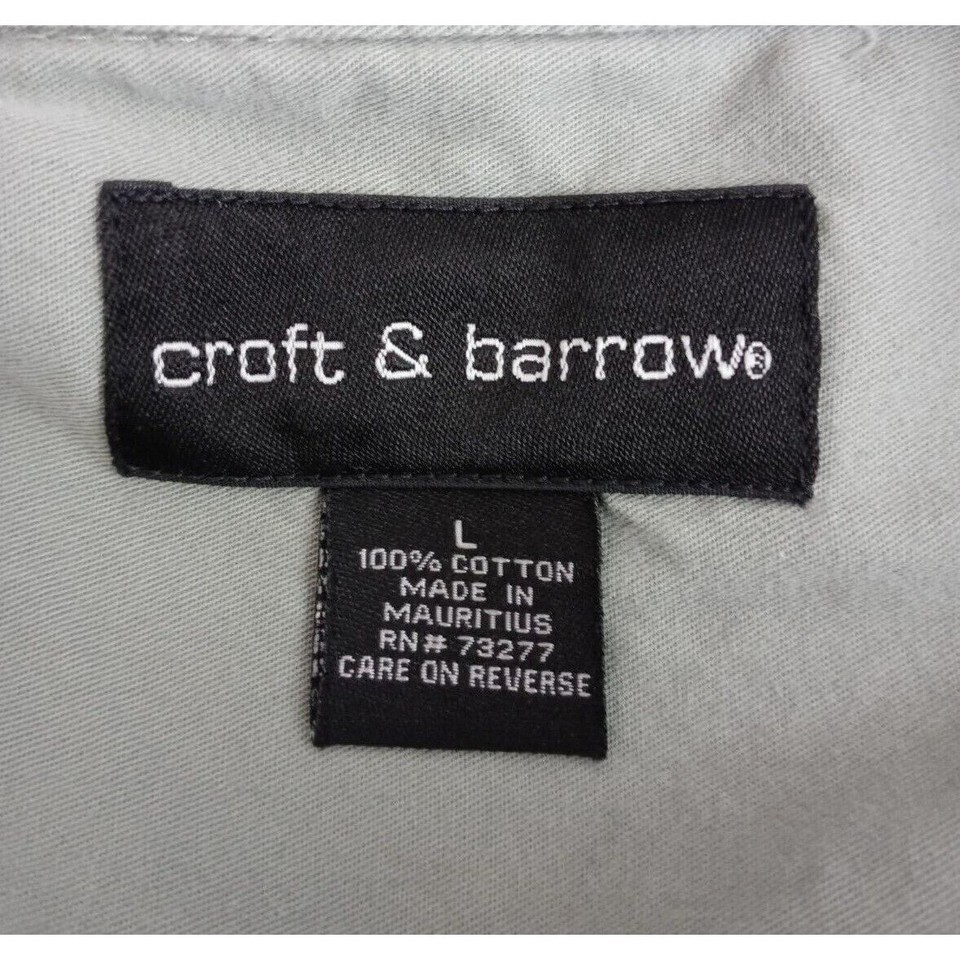 croft & barrow®
L
100% COTTON
MADE IN
MAURITIUS
RN# 73277
CARE ON REVERSE